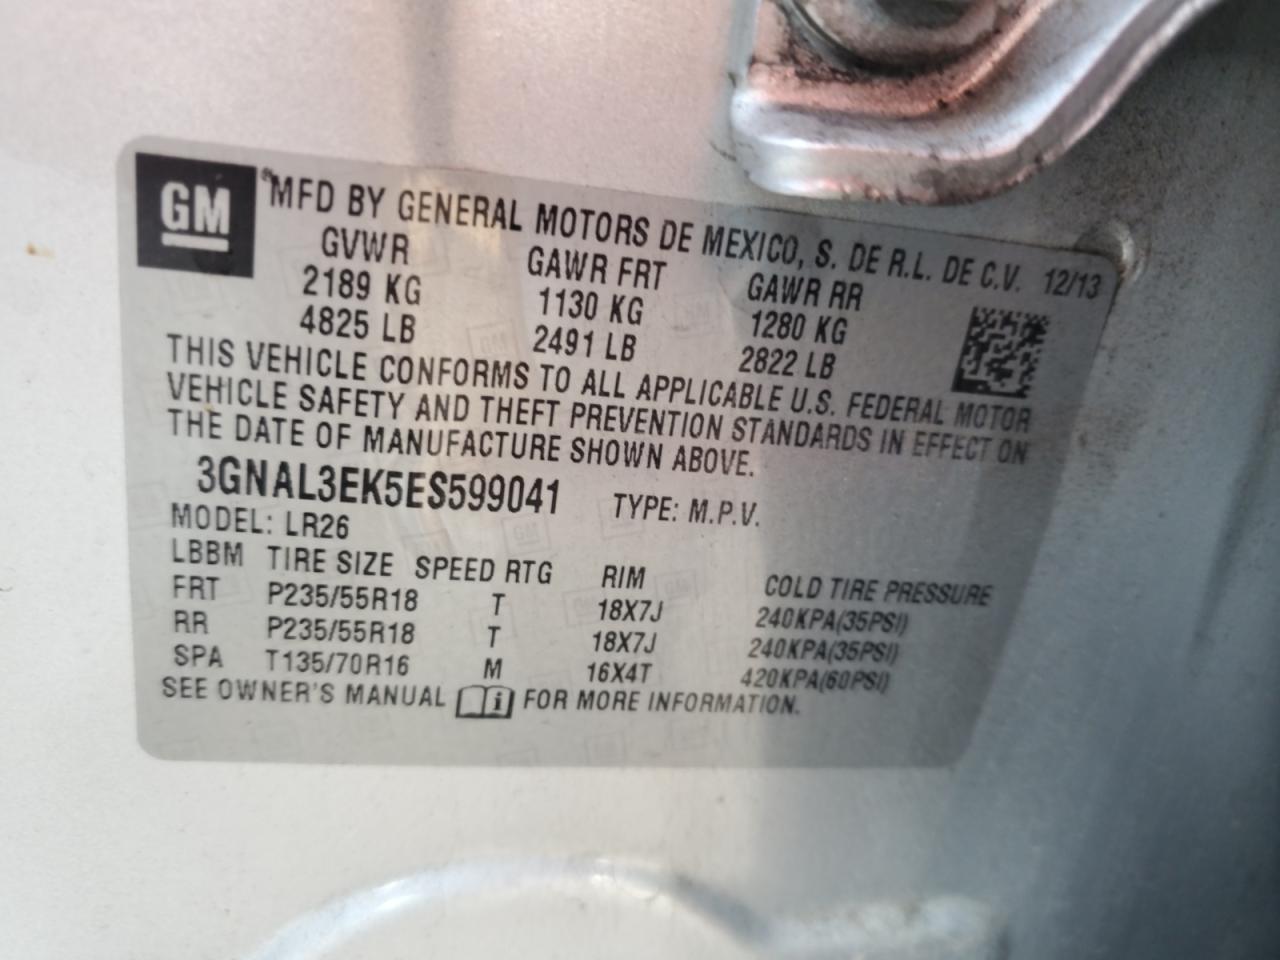 GM ® MFD BY GENERAL MOTORS DE MEXICO, S. DE R.L. DE C.V. 12/13
GVWR GAWR FRT GAWR RR
2189 KG 1130 KG 1280 KG
4825 LB 2491 LB 2822 LB
THIS VEHICLE CONFORMS TO ALL APPLICABLE U.S. FEDERAL MOTOR
VEHICLE SAFETY AND THEFT PREVENTION STANDARDS IN EFFECT ON
THE DATE OF MANUFACTURE SHOWN ABOVE.
3GNAL3EK5ES599041 TYPE: M.P.V.
MODEL: LR26
LBBM TIRE SIZE SPEED RTG RIM COLD TIRE PRESSURE
FRT P235/55R18 T 18X7J 240KPA(35PSI)
RR P235/55R18 T 18X7J 240KPA(35PSI)
SPA T135/70R16 M 16X4T 420KPA(60PSI)
SEE OWNER'S MANUAL i FOR MORE INFORMATION.